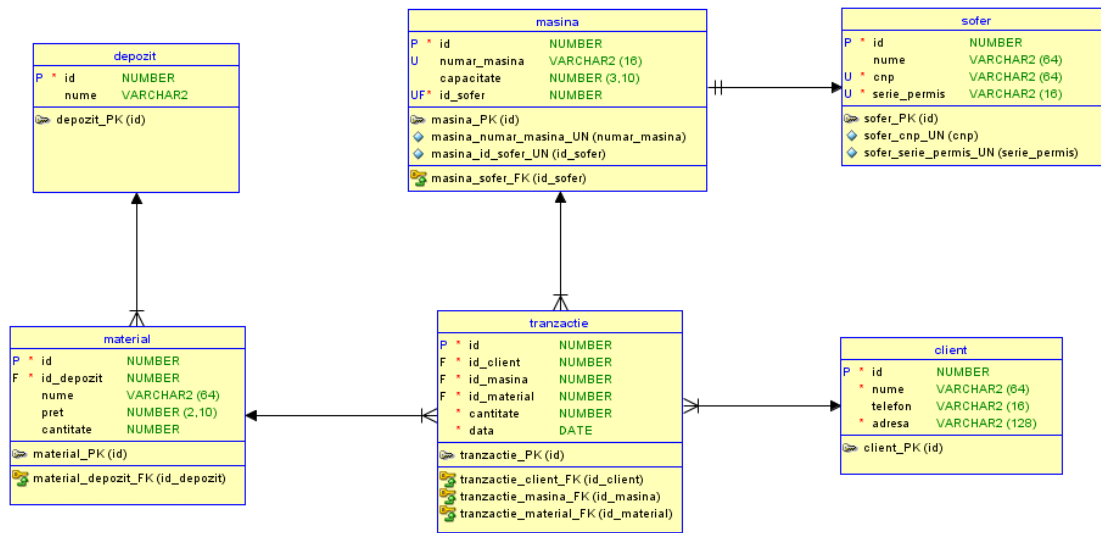 depozit
P * id NUMBER
nume VARCHAR2
depozit_PK (id)
masina
P * id NUMBER
U numar_masina VARCHAR2 (16)
capacitate NUMBER (3,10)
UF* id_sofer NUMBER
masina_PK (id)
masina_numar_masina_UN (numar_masina)
masina_id_sofer_UN (id_sofer)
masina_sofer_FK (id_sofer)
sofer
P * id NUMBER
nume VARCHAR2 (64)
U * cnp VARCHAR2 (64)
U * serie_permis VARCHAR2 (16)
sofer_PK (id)
sofer_cnp_UN (cnp)
sofer_serie_permis_UN (serie_permis)
material
P * id NUMBER
F * id_depozit NUMBER
nume VARCHAR2 (64)
pret NUMBER (2,10)
cantitate NUMBER
material_PK (id)
material_depozit_FK (id_depozit)
tranzactie
P * id NUMBER
F * id_client NUMBER
F * id_masina NUMBER
F * id_material NUMBER
* cantitate NUMBER
* data DATE
tranzactie_PK (id)
tranzactie_client_FK (id_client)
tranzactie_masina_FK (id_masina)
tranzactie_material_FK (id_material)
client
P * id NUMBER
* nume VARCHAR2 (64)
telefon VARCHAR2 (16)
* adresa VARCHAR2 (128)
client_PK (id)